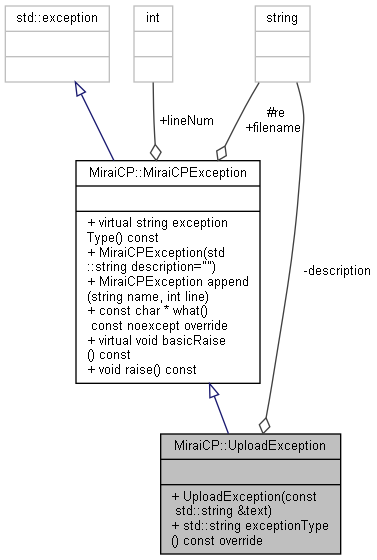 std::exception
int
string
+lineNum
#re
+filename
MiraiCP::MiraiCPException
+ virtual string exception
Type() const
+ MiraiCPException(std
::string description="")
+ MiraiCPException append
(string name, int line)
+ const char * what()
const noexcept override
+ virtual void basicRaise
() const
+ void raise() const
-description
MiraiCP::UploadException
+ UploadException(const
std::string &text)
+ std::string exceptionType
() const override